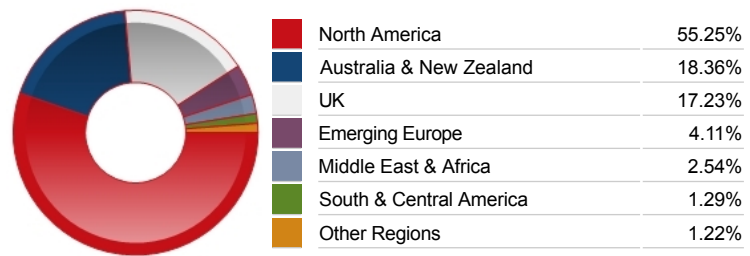 North America 55.25%
Australia & New Zealand 18.36%
UK 17.23%
Emerging Europe 4.11%
Middle East & Africa 2.54%
South & Central America 1.29%
Other Regions 1.22%